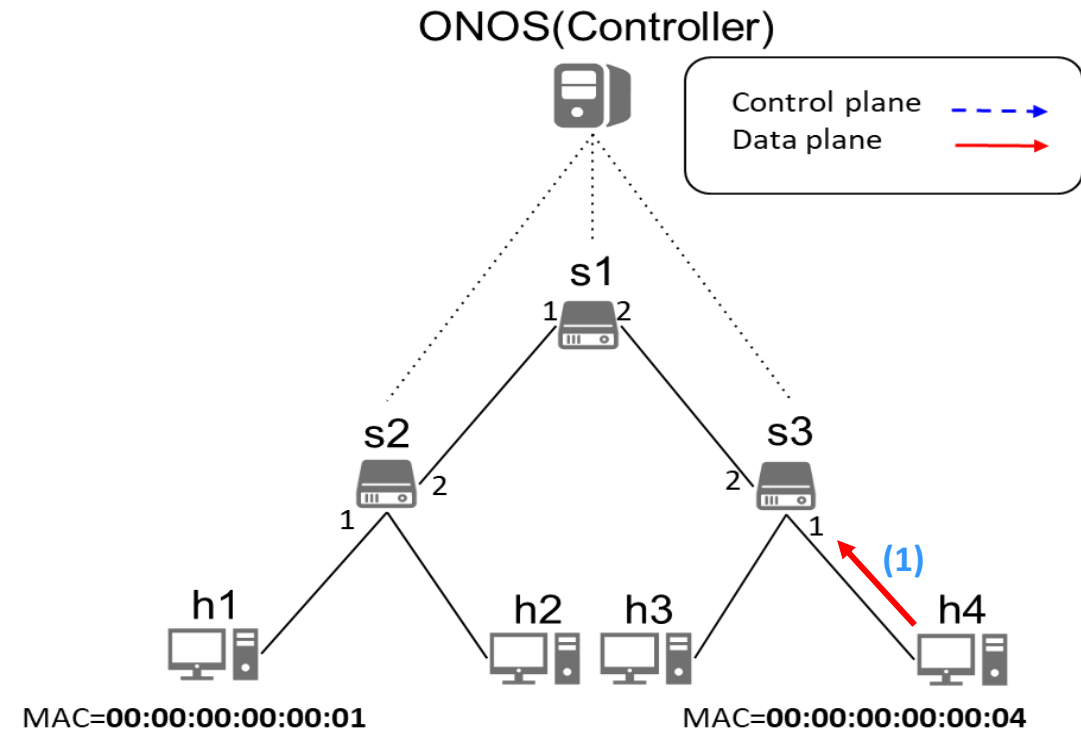 ONOS(Controller)
Control plane
Data plane
s1
1 2
s2
s3
2
2
1
1
(1)
h1
h2
h3
h4
MAC=00:00:00:00:00:01
MAC=00:00:00:00:00:04